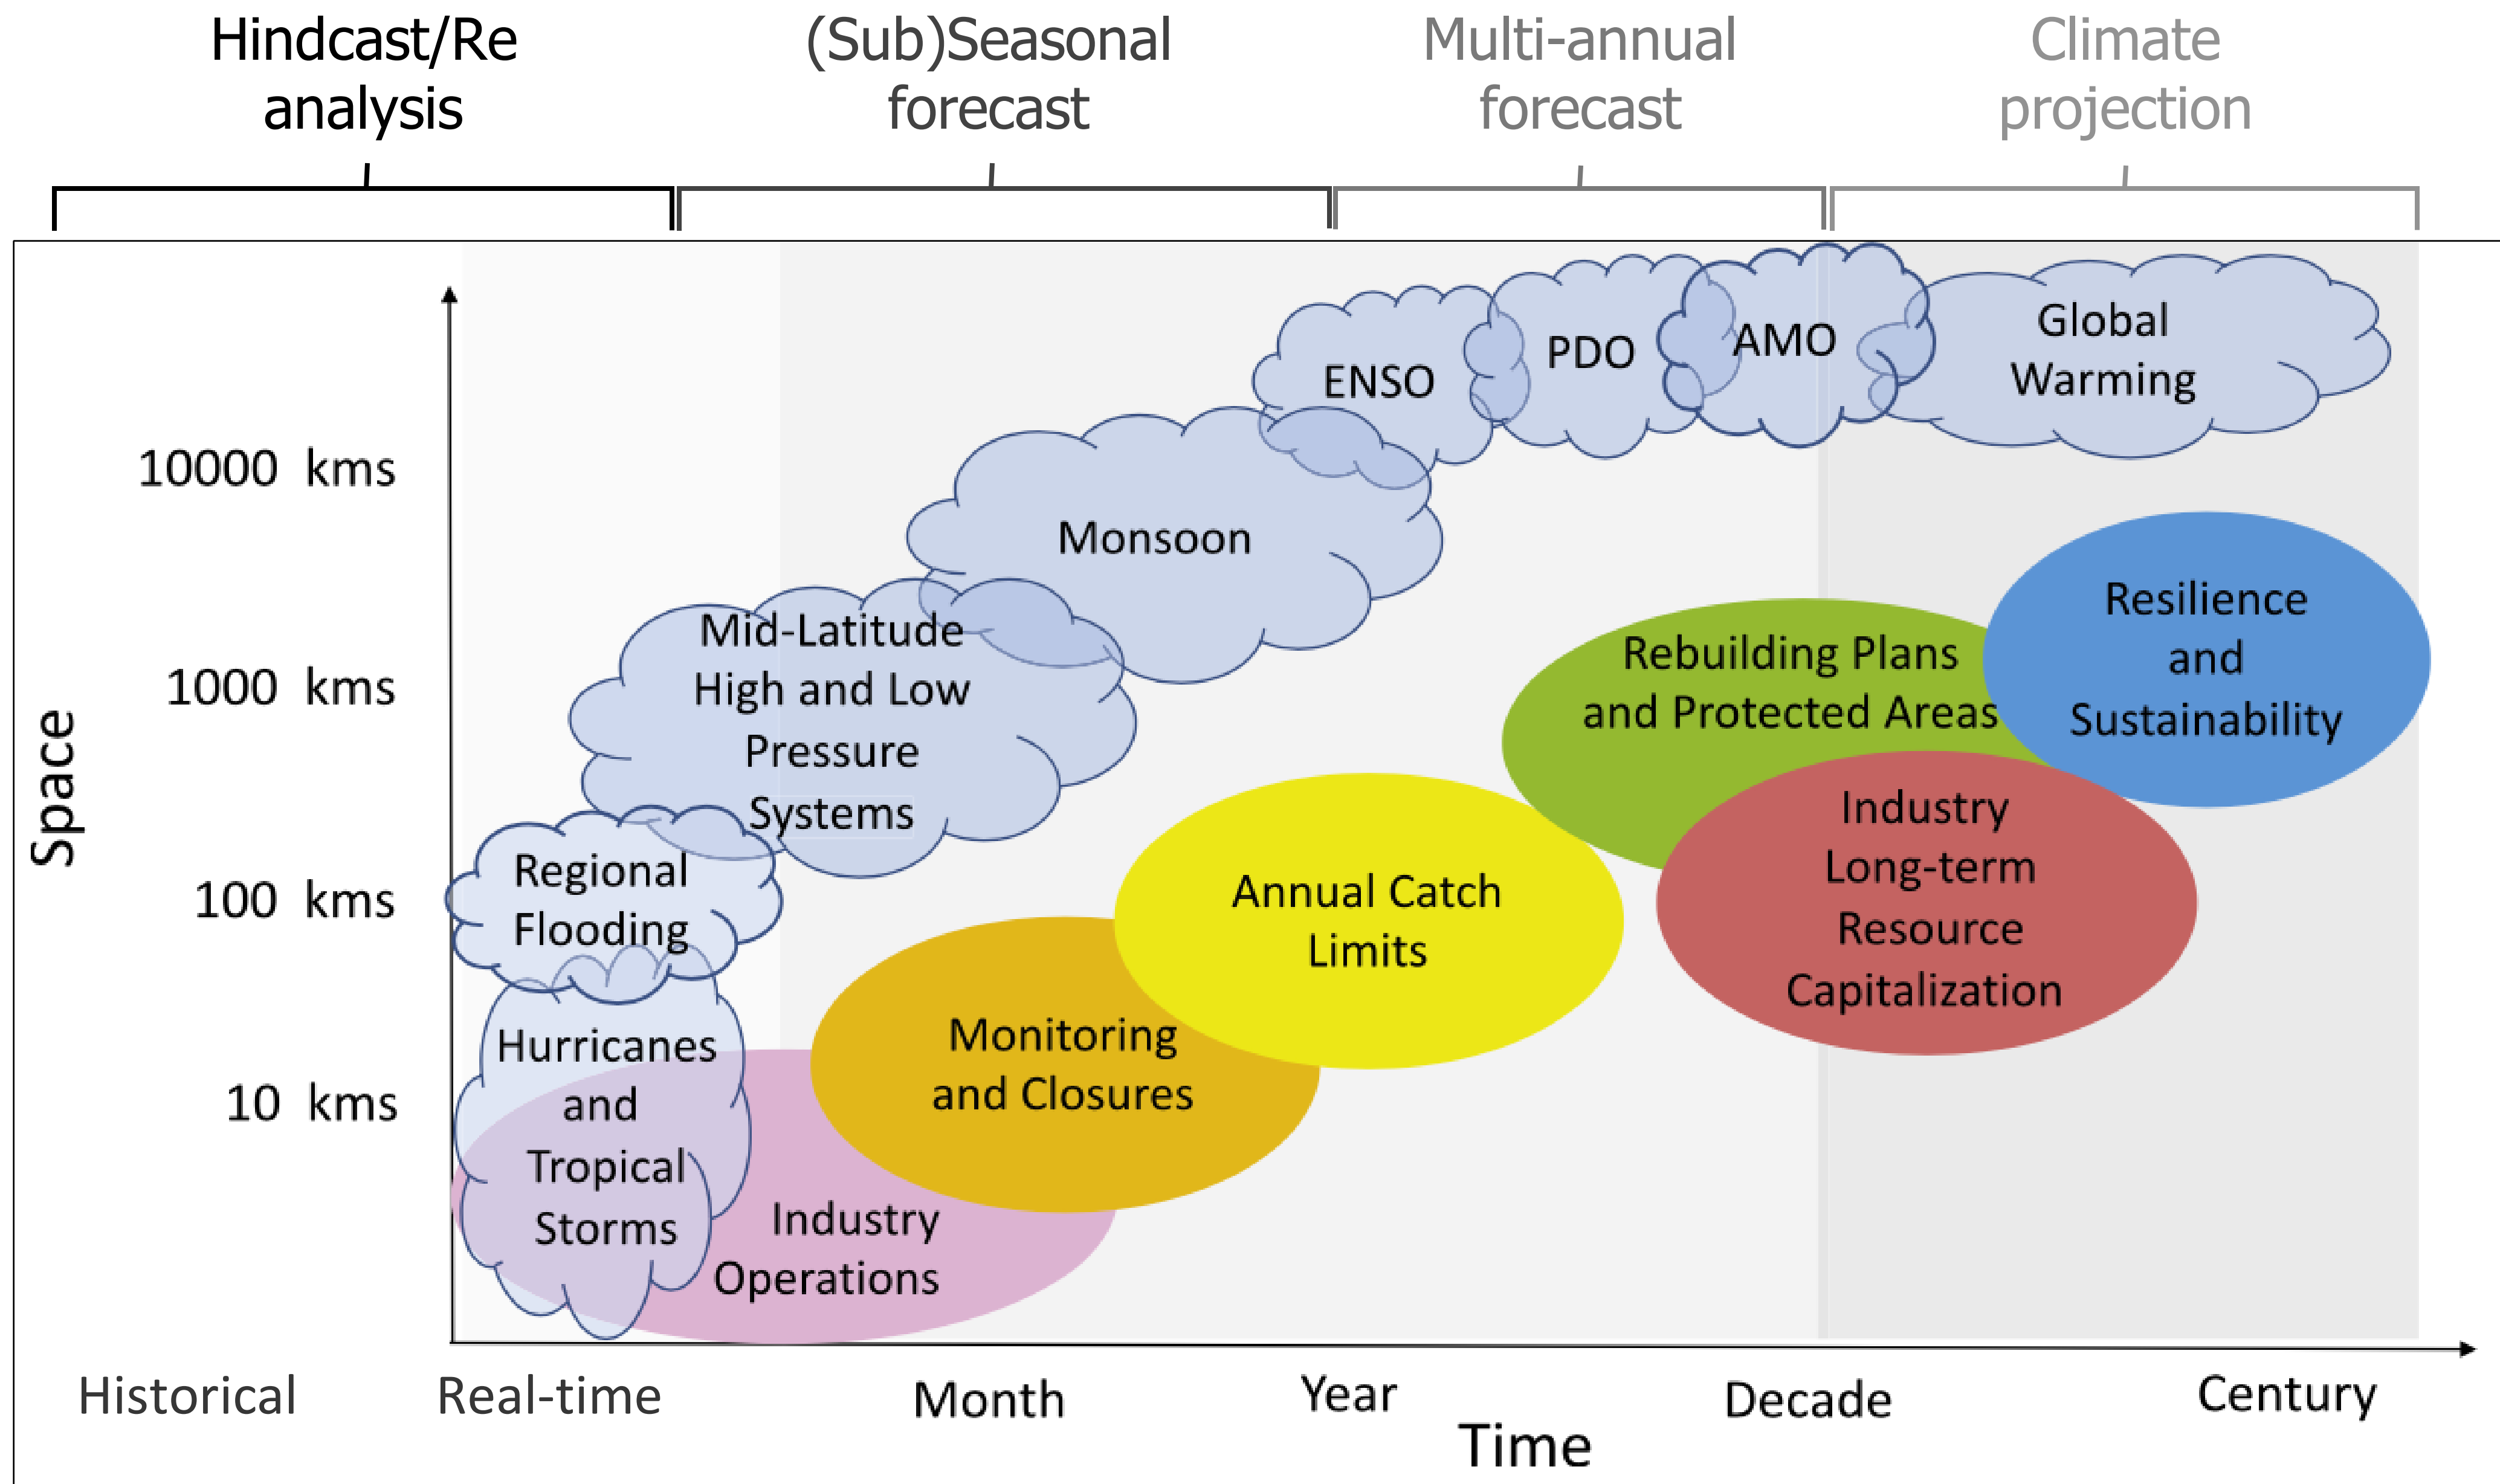 Hindcast/Re
analysis
(Sub)Seasonal
forecast
Multi-annual
forecast
Climate
projection
Space
10000 kms
1000 kms
100 kms
10 kms
ENSO
PDO
AMO
Global
Warming
Monsoon
Mid-Latitude
High and Low
Pressure
Systems
Regional
Flooding
Hurricanes
and
Tropical
Storms
Industry
Operations
Monitoring
and Closures
Annual Catch
Limits
Rebuilding Plans
and Protected Areas
Industry
Long-term
Resource
Capitalization
Resilience
and
Sustainability
Historical
Real-time
Month
Year
Decade
Century
Time